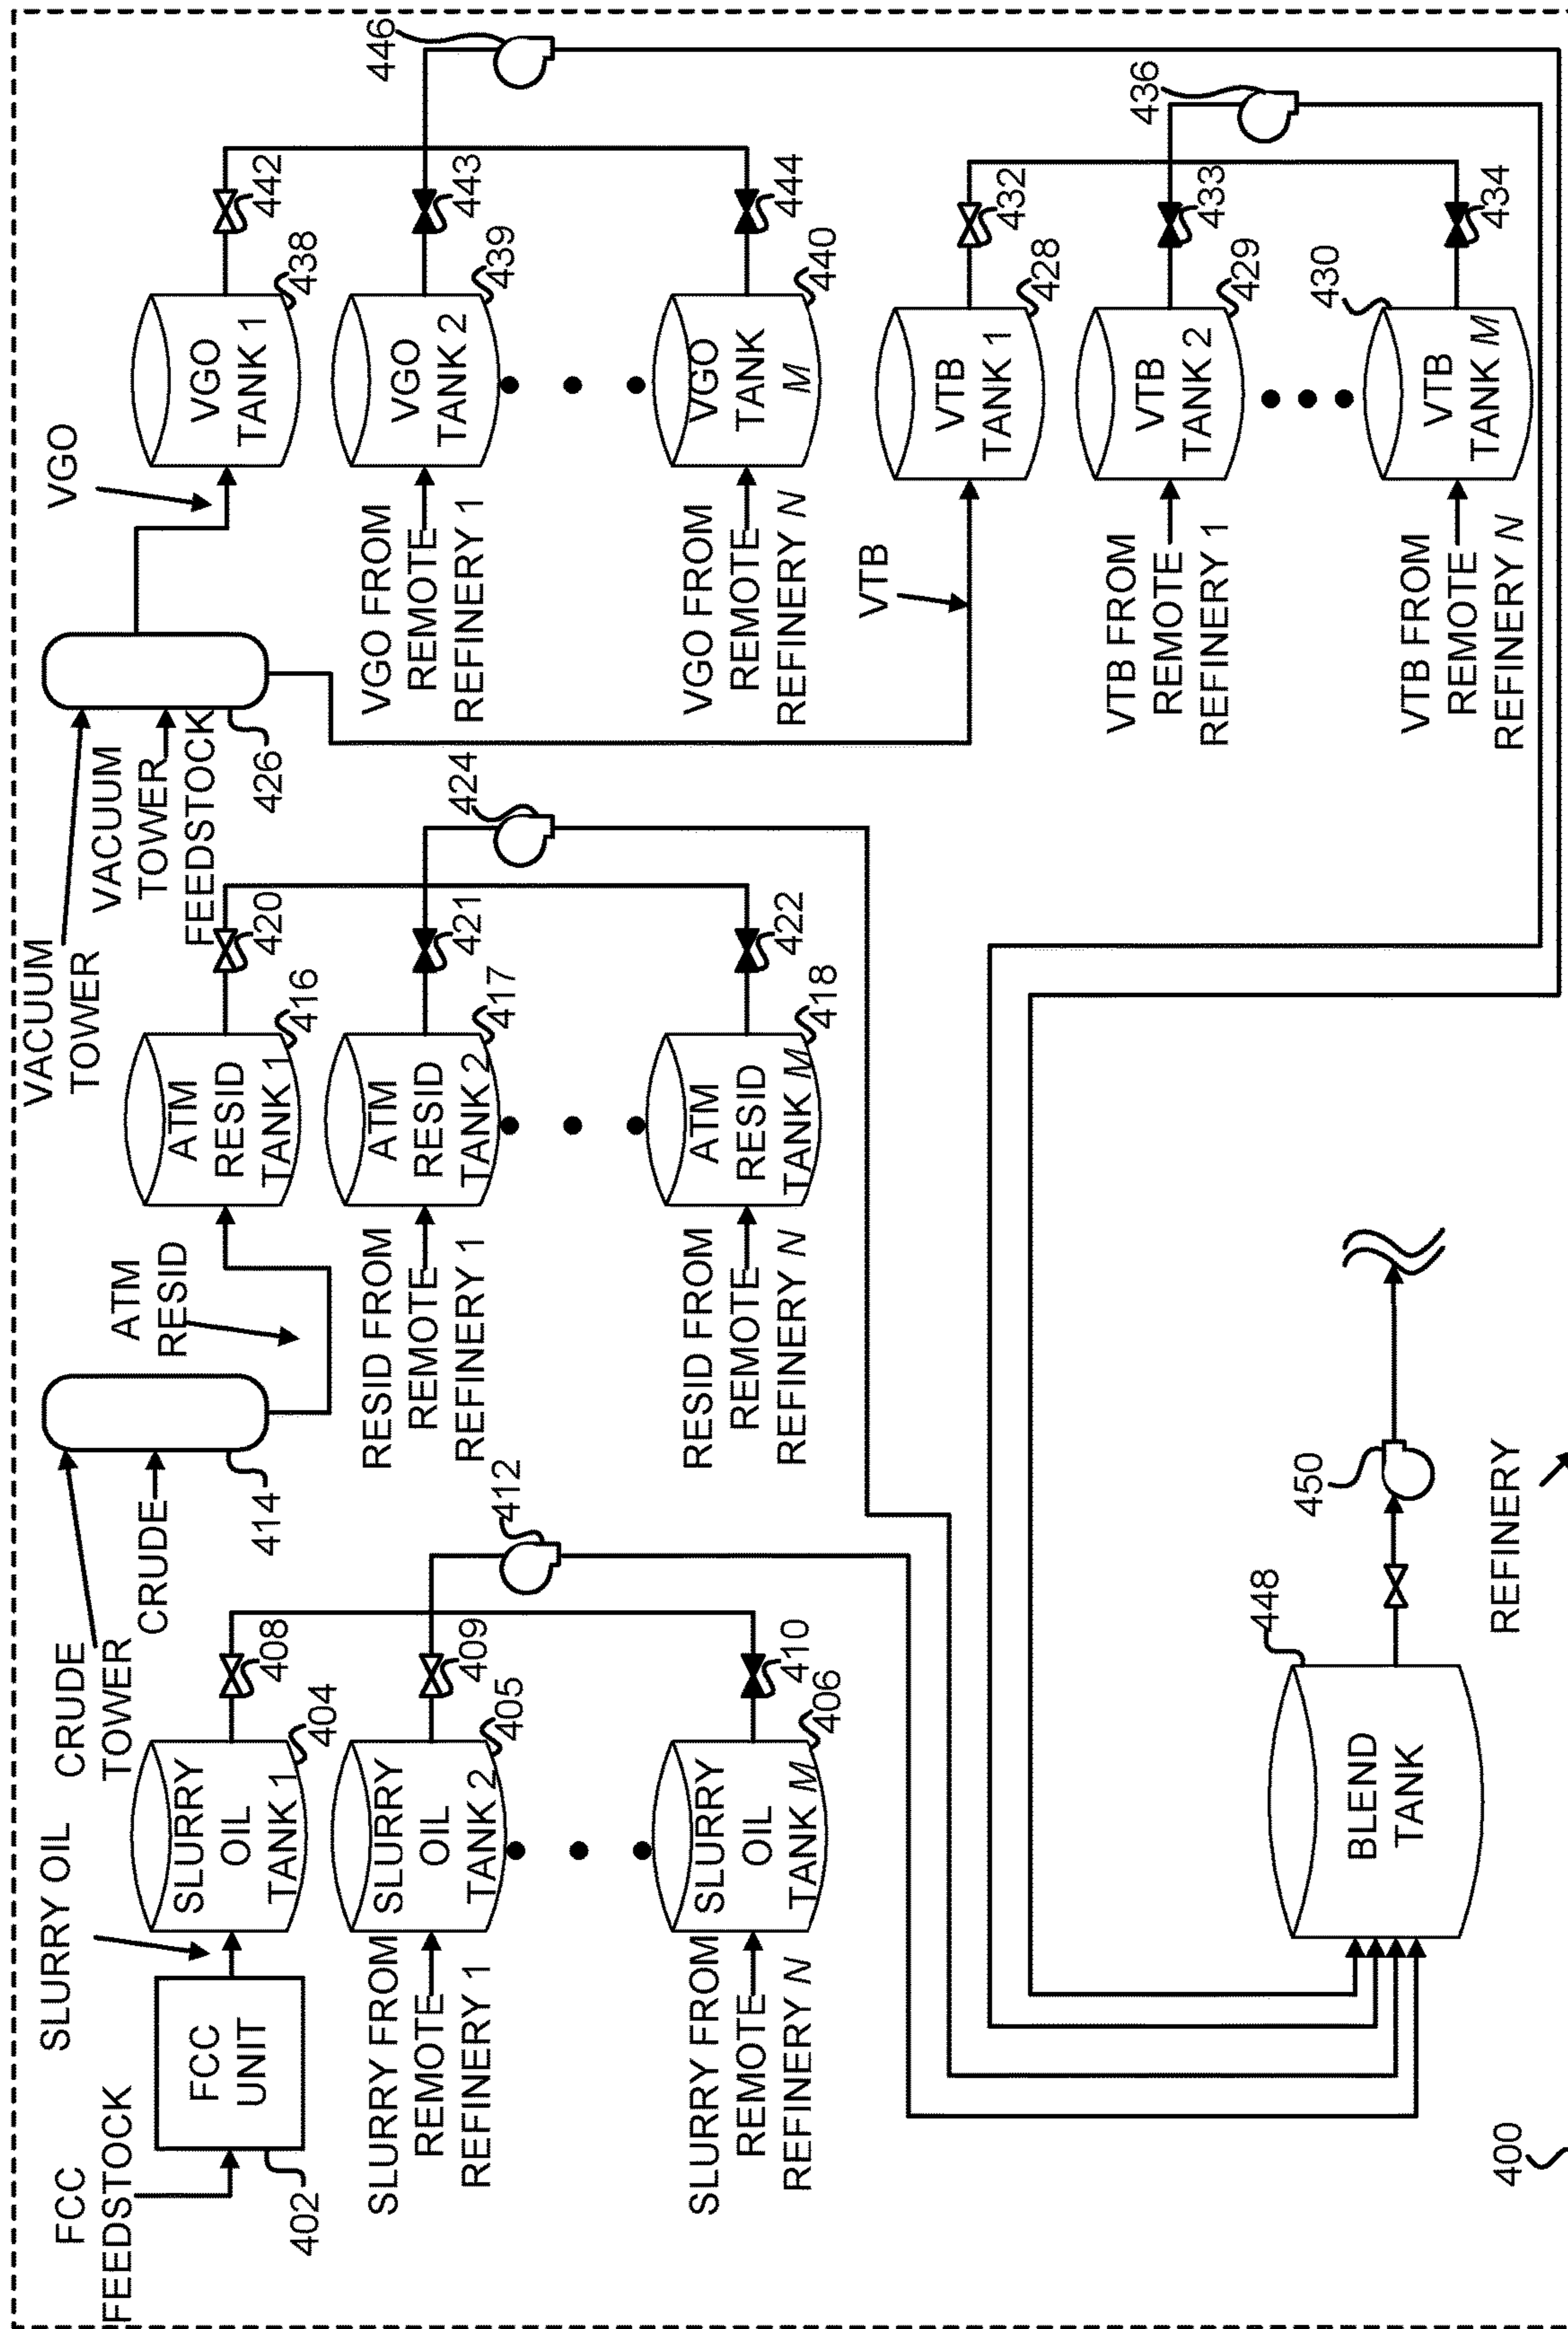 FCC
FEEDSTOCK
402
FCC
UNIT
SLURRY OIL
SLURRY
OIL
TANK 1
404
408
SLURRY FROM
REMOTE
REFINERY 1
SLURRY
OIL
TANK 2
405
409
SLURRY FROM
REMOTE
REFINERY N
SLURRY
OIL
TANK M
406
410
412
CRUDE
TOWER
CRUDE
414
ATM
RESID
ATM
RESID
TANK 1
416
420
RESID FROM
REMOTE
REFINERY 1
ATM
RESID
TANK 2
417
421
RESID FROM
REMOTE
REFINERY N
ATM
RESID
TANK M
418
422
424
VACUUM
TOWER
VACUUM
TOWER
FEEDSTOCK
426
VGO
VGO
TANK 1
438
442
VGO FROM
REMOTE
REFINERY 1
VGO
TANK 2
439
443
VGO FROM
REMOTE
REFINERY N
VGO
TANK
M
440
444
446
VTB
VTB
TANK 1
428
432
VTB FROM
REMOTE
REFINERY 1
VTB
TANK 2
429
433
VTB FROM
REMOTE
REFINERY N
VTB
TANK M
430
434
436
BLEND
TANK
448
450
REFINERY
400